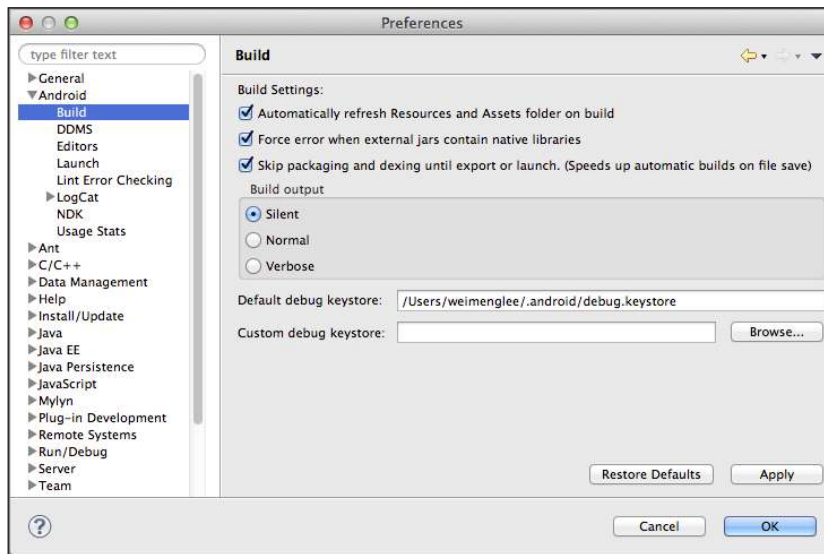 Preferences
type filter text
General
Android
Build
DDMS
Editors
Launch
Lint Error Checking
LogCat
NDK
Usage Stats
Ant
C/C++
Data Management
Help
Install/Update
Java
Java EE
Java Persistence
JavaScript
Mylyn
Plug-in Development
Remote Systems
Run/Debug
Server
Team
Build
Build Settings:
Automatically refresh Resources and Assets folder on build
Force error when external jars contain native libraries
Skip packaging and dexing until export or launch. (Speeds up automatic builds on file save)
Build output
Silent
Normal
Verbose
Default debug keystore: /Users/weimenglee/.android/debug.keystore
Custom debug keystore: Browse...
Restore Defaults Apply
? Cancel OK